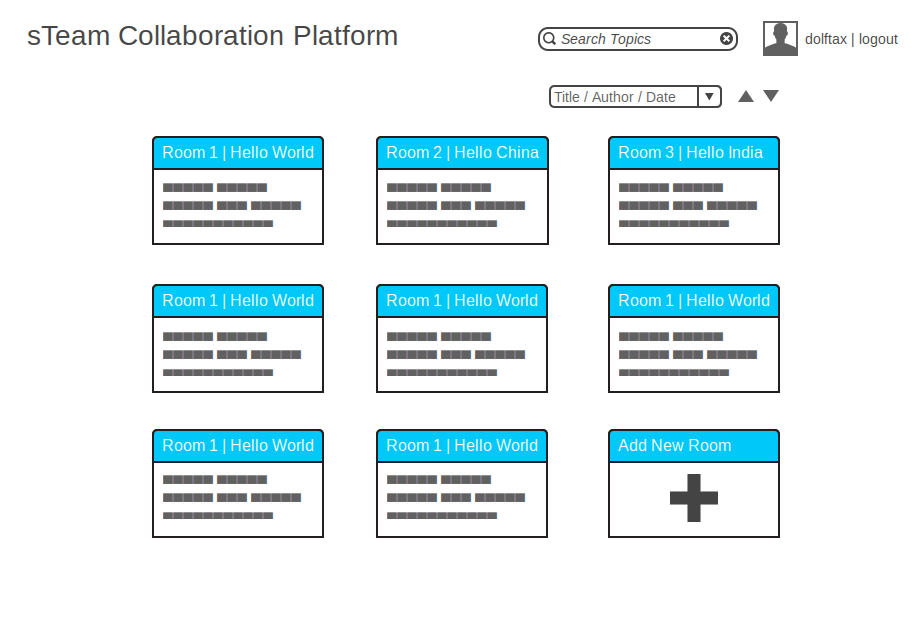 sTeam Collaboration Platform
Search Topics
dolftax | logout
Title / Author / Date
Room 1 | Hello World
Room 2 | Hello China
Room 3 | Hello India
Room 1 | Hello World
Room 1 | Hello World
Room 1 | Hello World
Room 1 | Hello World
Room 1 | Hello World
Add New Room